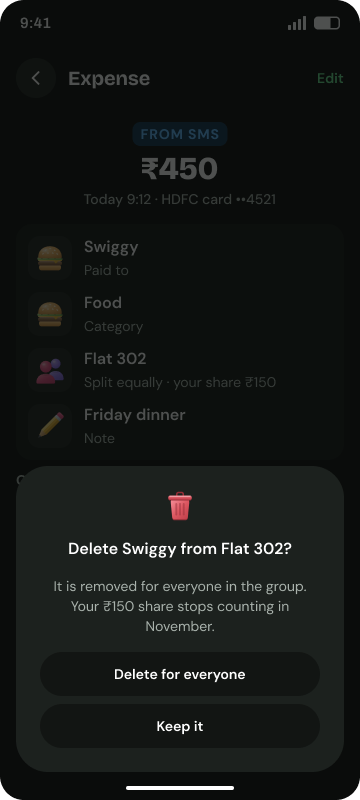 9:41
Expense
Edit
FROM SMS
₹450
Today 9:12 · HDFC card ••4521
Swiggy
Paid to
Food
Category
Flat 302
Split equally · your share ₹150
Friday dinner
Note
Delete Swiggy from Flat 302?
It is removed for everyone in the group.
Your ₹150 share stops counting in
November.
Delete for everyone
Keep it